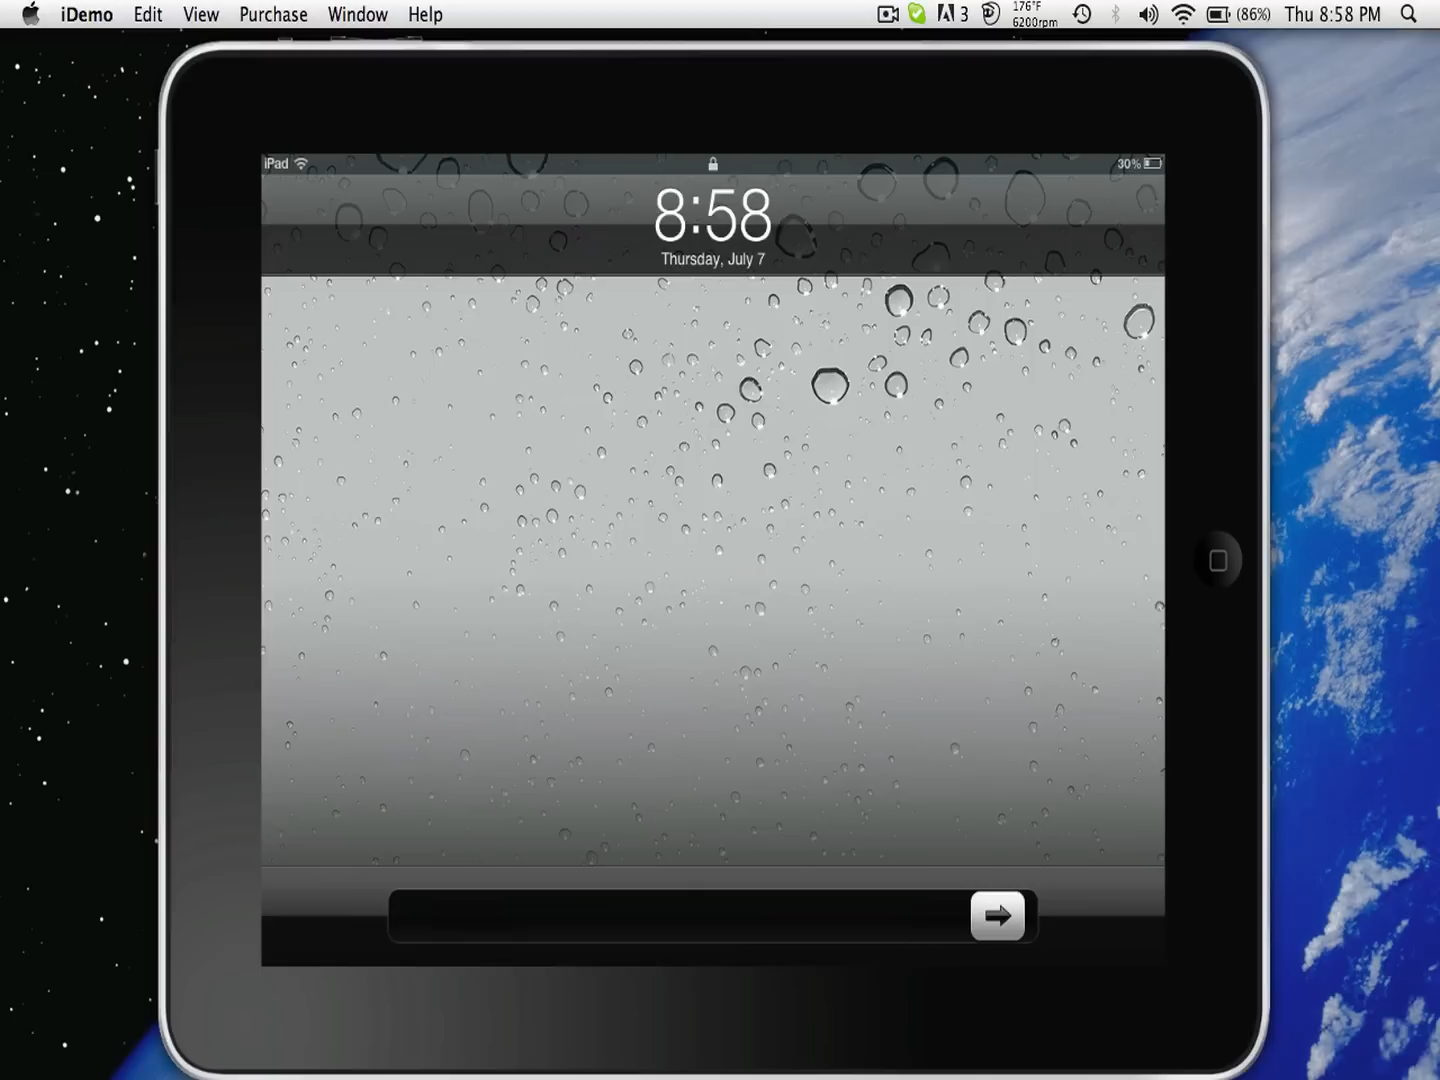 iDemo Edit View Purchase Window Help 3 176°F 6200rpm (86%) Thu 8:58 PM
iPad 30%
8:58
Thursday, July 7